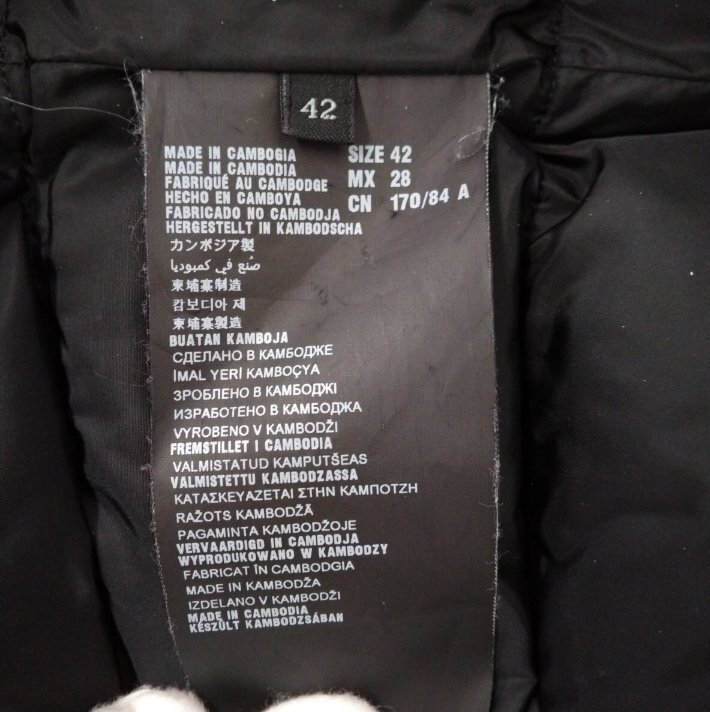 42
MADE IN CAMBOGIA
MADE IN CAMBODIA
FABRIQUÉ AU CAMBODGE
HECHO EN CAMBOYA
FABRICADO NO CAMBODJA
HERGESTELLT IN KAMBODSCHA
カンボジア製
صُنع في كمبوديا
柬埔寨制造
캄보디아 제
柬埔寨製造
BUATAN KAMBOJA
СДЕЛАНО В КАМБОДЖЕ
İMAL YERİ KAMBOÇYA
ЗРОБЛЕНО В КАМБОДЖІ
ИЗРАБОТЕНО В КАМБОДЖА
VYROBENO V KAMBODŽI
FREMSTILLET I CAMBODIA
VALMISTATUD KAMPUTŠEAS
VALMISTETTU KAMBODZASSA
ΚΑΤΑΣΚΕΥΑΖΕΤΑΙ ΣΤΗΝ ΚΑΜΠΟΤΖΗ
RAŽOTS KAMBODŽĀ
PAGAMINTA KAMBODŽOJE
VERVAARDIGD IN CAMBODJA
WYPRODUKOWANO W KAMBODZY
FABRICAT ÎN CAMBODGIA
MADE IN KAMBODŽA
IZDELANO V KAMBODŽI
MADE IN CAMBODIA
KÉSZÜLT KAMBODZSÁBAN
SIZE 42
MX 28
CN 170/84 A